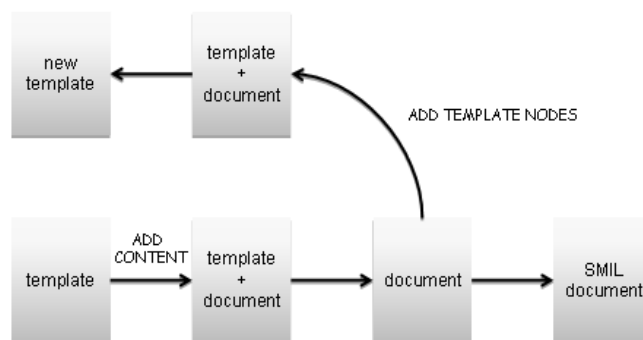 new
template
template
+
document
ADD TEMPLATE NODES
template
ADD
CONTENT
template
+
document
document
SMIL
document